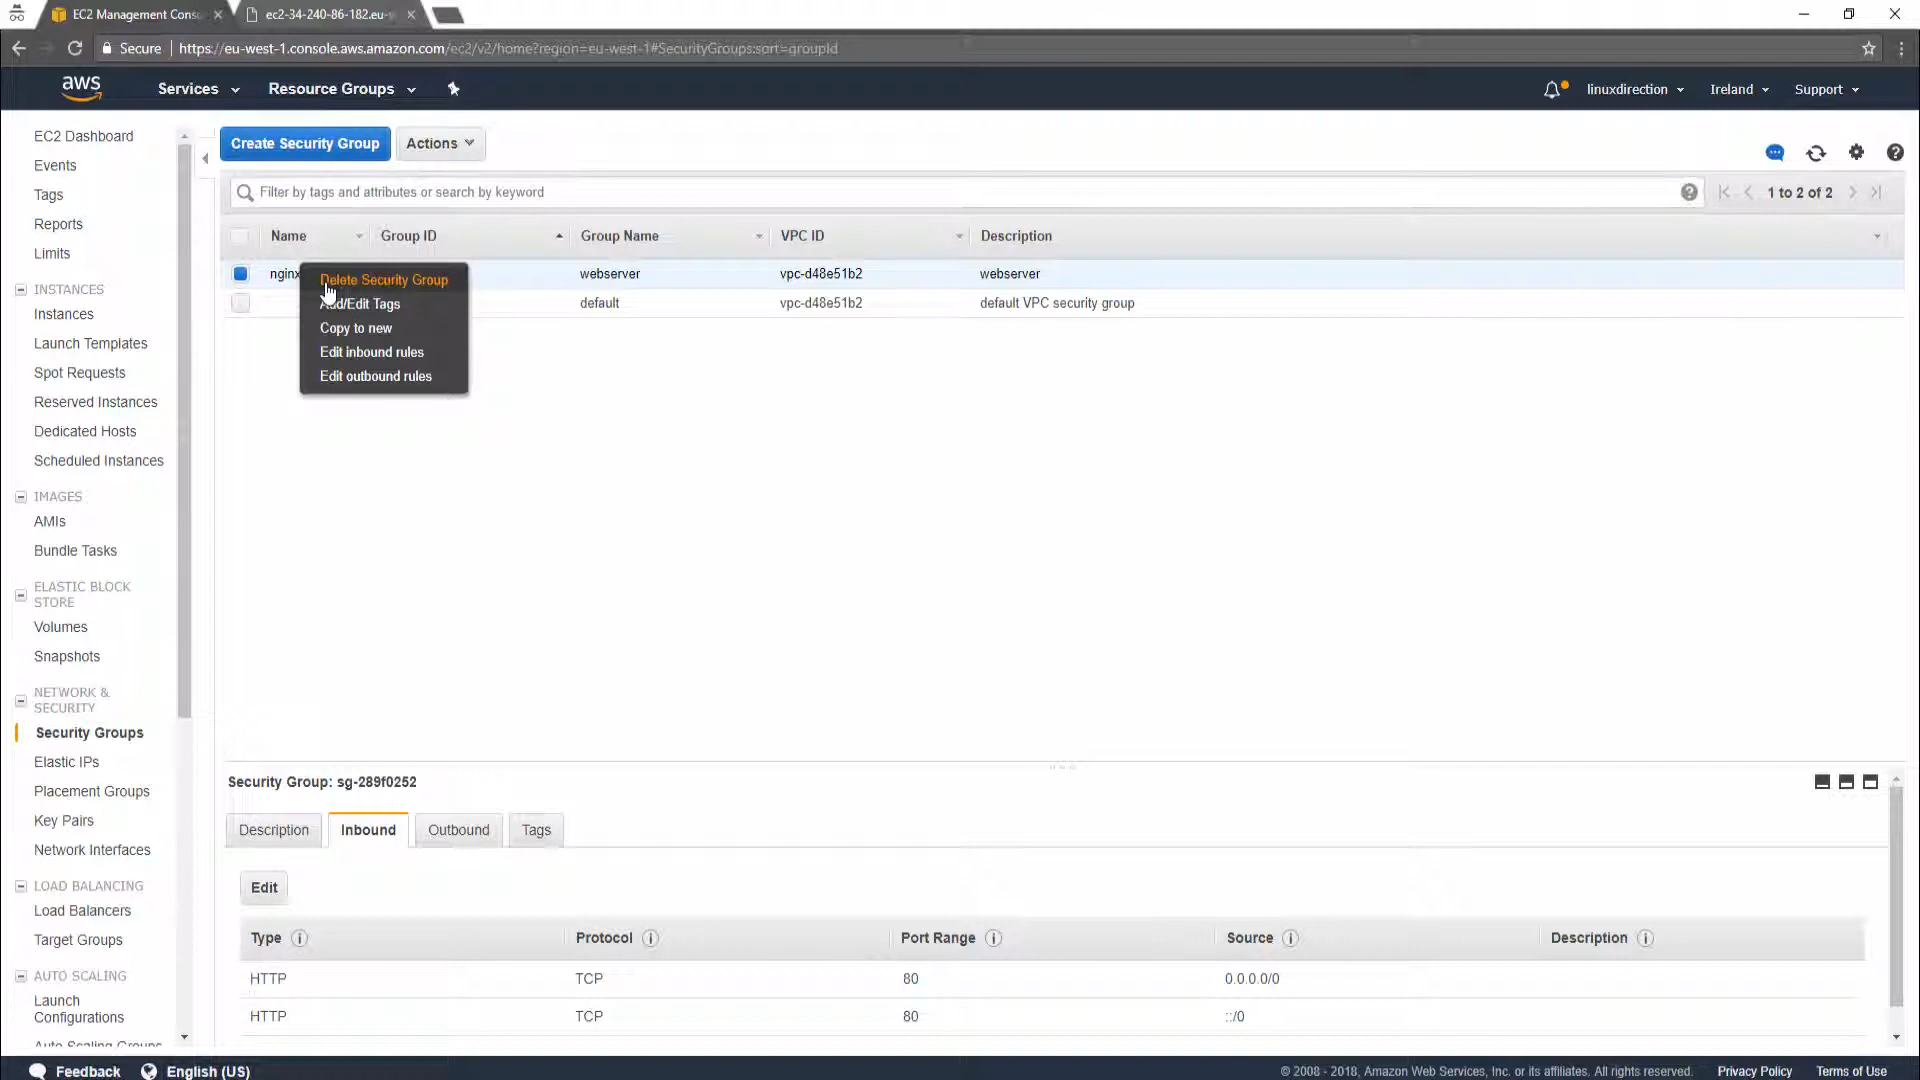 EC2 Management Cons
ec2-34-240-86-182.eu-
Secure
https://eu-west-1.console.aws.amazon.com/ec2/v2/home?region=eu-west-1#SecurityGroups:sort=groupId
aws
Services
Resource Groups
linuxdirection
Ireland
Support
EC2 Dashboard
Events
Tags
Reports
Limits
INSTANCES
Instances
Launch Templates
Spot Requests
Reserved Instances
Dedicated Hosts
Scheduled Instances
IMAGES
AMIs
Bundle Tasks
ELASTIC BLOCK
STORE
Volumes
Snapshots
NETWORK &
SECURITY
Security Groups
Elastic IPs
Placement Groups
Key Pairs
Network Interfaces
LOAD BALANCING
Load Balancers
Target Groups
AUTO SCALING
Launch
Configurations
Auto Scaling Groups
Create Security Group
Actions
Filter by tags and attributes or search by keyword
1 to 2 of 2
Name Group ID Group Name VPC ID Description
nginx webserver vpc-d48e51b2 webserver
default vpc-d48e51b2 default VPC security group
Delete Security Group
Add/Edit Tags
Copy to new
Edit inbound rules
Edit outbound rules
Security Group: sg-289f0252
Description Inbound Outbound Tags
Edit
Type Protocol Port Range Source Description
HTTP TCP 80 0.0.0.0/0
HTTP TCP 80 ::/0
Feedback
English (US)
© 2008 - 2018, Amazon Web Services, Inc. or its affiliates. All rights reserved.
Privacy Policy
Terms of Use